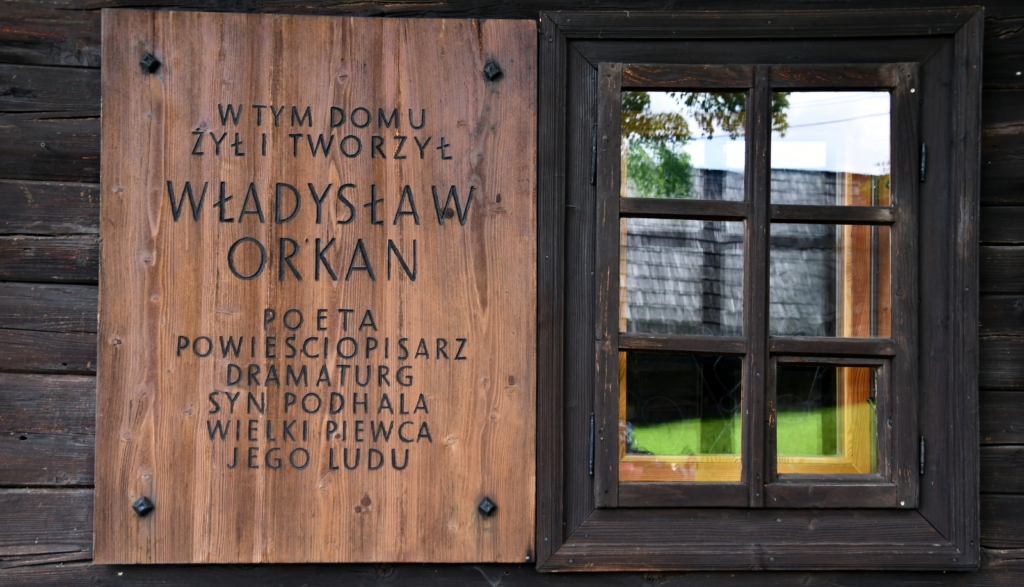 W TYM DOMU
ŻYŁ I TWORZYŁ
WŁADYSŁAW
ORKAN
POETA
POWIEŚCIOPISARZ
DRAMATURG
SYN PODHALA
WIELKI PIEWCA
JEGO LUDU